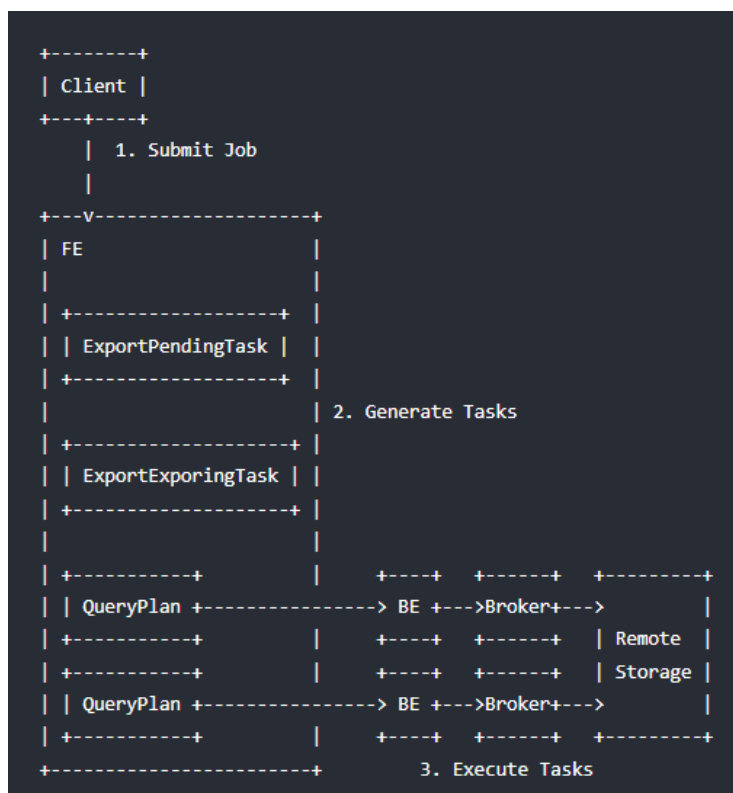 +--------+
| Client |
+---+----+
    |  1. Submit Job
    |
+---v--------------------+
| FE                     |
|                        |
| +-------------------+  |
| | ExportPendingTask |  |
| +-------------------+  |
|                        | 2. Generate Tasks
| +--------------------+ |
| | ExportExporingTask | |
| +--------------------+ |
|                        |
| +-----------+          |     +----+   +------+   +---------+
| | QueryPlan +----------------> BE +--->Broker+--->         |
| +-----------+          |     +----+   +------+   | Remote  |
| +-----------+          |     +----+   +------+   | Storage |
| | QueryPlan +----------------> BE +--->Broker+--->         |
| +-----------+          |     +----+   +------+   +---------+
+------------------------+         3. Execute Tasks